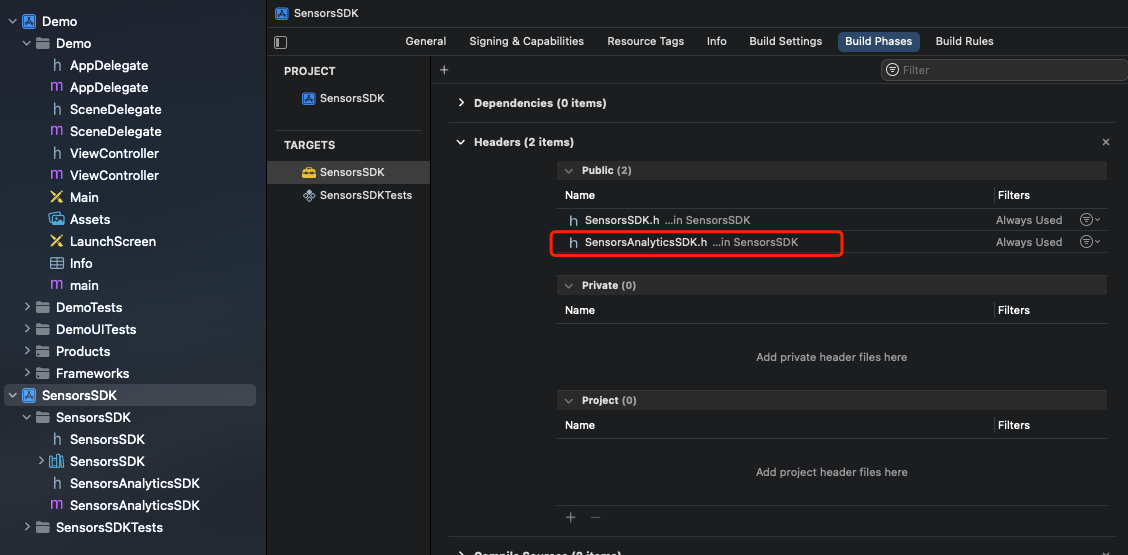 Demo
Demo
h AppDelegate
m AppDelegate
h SceneDelegate
m SceneDelegate
h ViewController
m ViewController
Main
Assets
LaunchScreen
Info
m main
DemoTests
DemoUITests
Products
Frameworks
SensorsSDK
SensorsSDK
h SensorsSDK
SensorsSDK
h SensorsAnalyticsSDK
m SensorsAnalyticsSDK
SensorsSDKTests
SensorsSDK
General Signing & Capabilities Resource Tags Info Build Settings Build Phases Build Rules
PROJECT
SensorsSDK
TARGETS
SensorsSDK
SensorsSDKTests
+ Filter
Dependencies (0 items)
Headers (2 items) ×
Public (2)
Name Filters
h SensorsSDK.h ...in SensorsSDK Always Used
h SensorsAnalyticsSDK.h ...in SensorsSDK Always Used
Private (0)
Name Filters
Add private header files here
Project (0)
Name Filters
Add project header files here
+ −
Compile Sources (2 items)